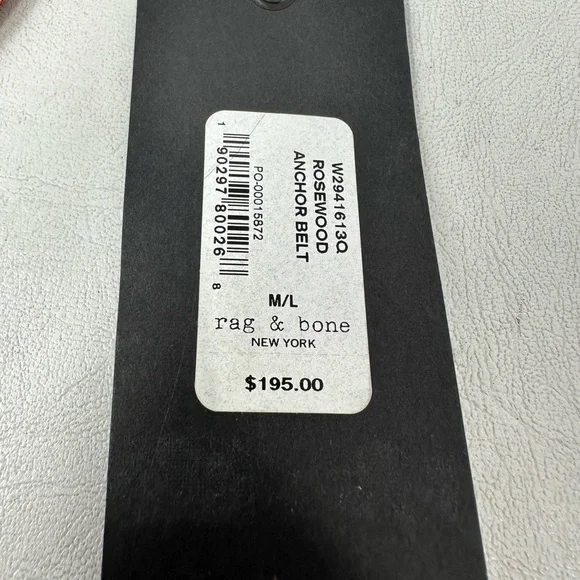 W2941613Q
ROSEWOOD
ANCHOR BELT
PO-00015872
1 90297 80026 8
M/L
rag & bone
NEW YORK
$195.00